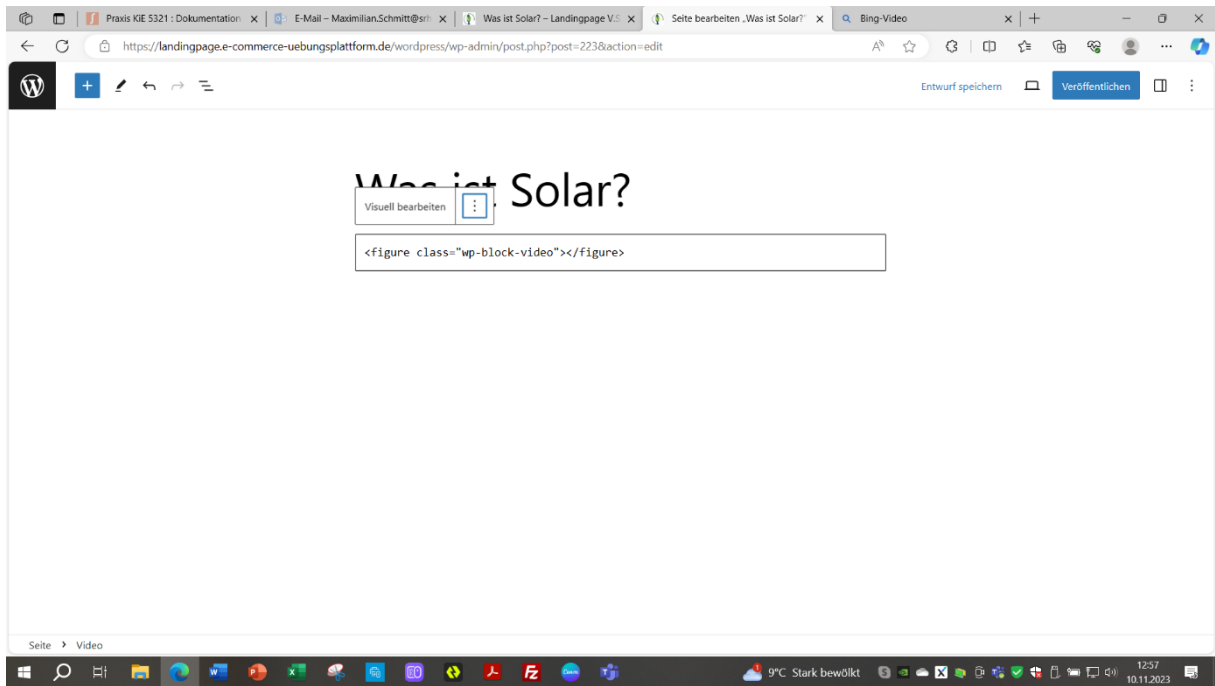 Praxis KiE 5321 : Dokumentation
E-Mail – Maximilian.Schmitt@srh
Was ist Solar? – Landingpage V.S
Seite bearbeiten „Was ist Solar?“
Bing-Video
https://landingpage.e-commerce-uebungsplattform.de/wordpress/wp-admin/post.php?post=223&action=edit
Entwurf speichern
Veröffentlichen
Was ist Solar?
Visuell bearbeiten
<figure class="wp-block-video"></figure>
Seite > Video
9°C Stark bewölkt
12:57
10.11.2023